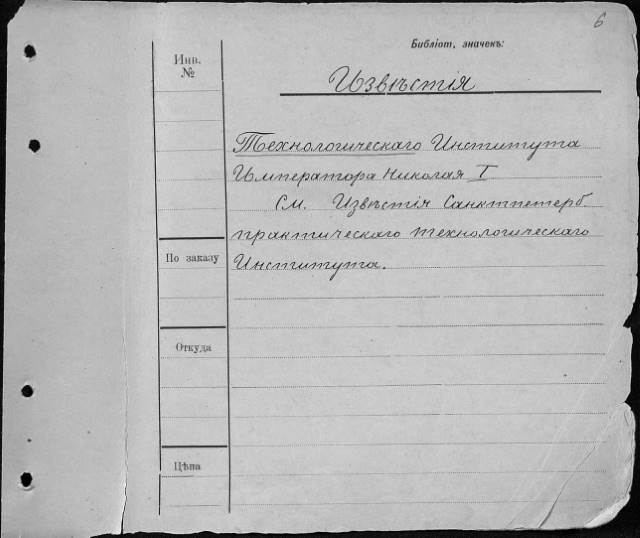 6
Библіот. значекъ:
Инв.
№
Извѣстія
Технологическаго Института
Императора Николая I
См. Извѣстія Санктпетерб.
практическаго технологическаго
Института.
По заказу
Откуда
Цѣна